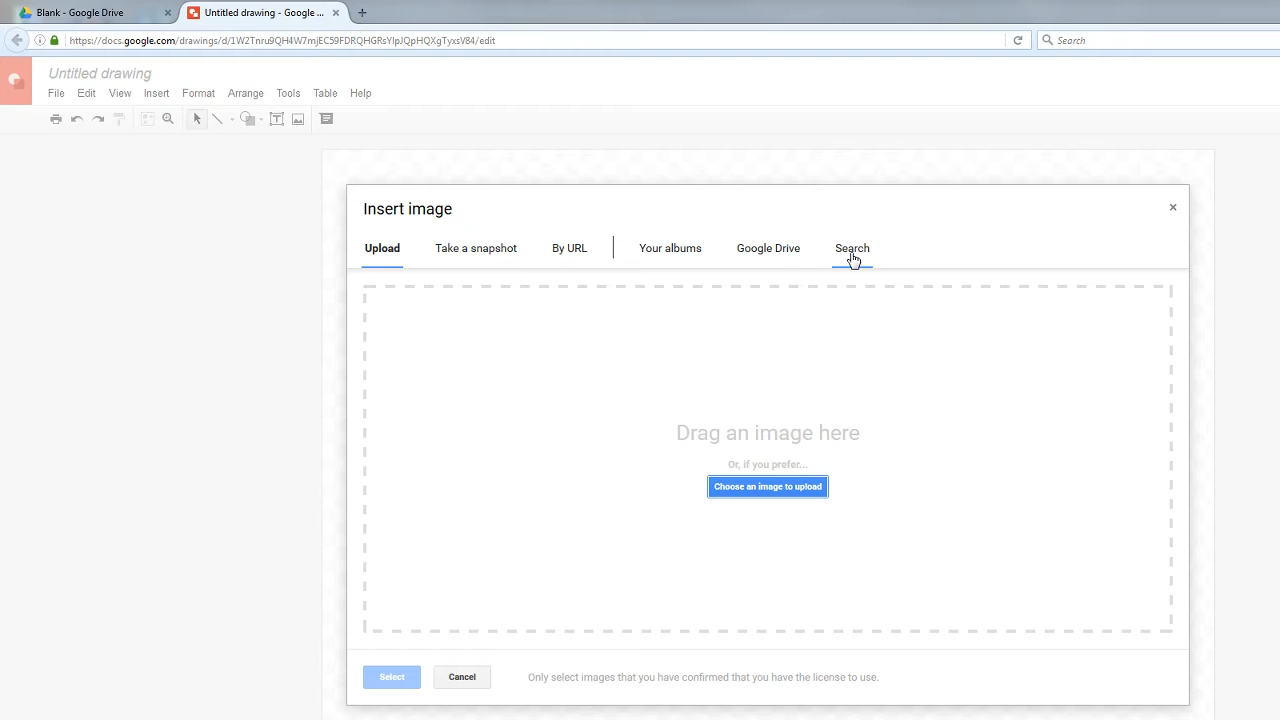 Blank - Google Drive
Untitled drawing - Google ...
https://docs.google.com/drawings/d/1W2Tnru9QH4W7mjEC59FDRQHGRsYlpJQpHQXgTyxsV84/edit
Search
Untitled drawing
File Edit View Insert Format Arrange Tools Table Help
Insert image
Upload Take a snapshot By URL Your albums Google Drive Search
Drag an image here
Or, if you prefer...
Choose an image to upload
Select Cancel Only select images that you have confirmed that you have the license to use.